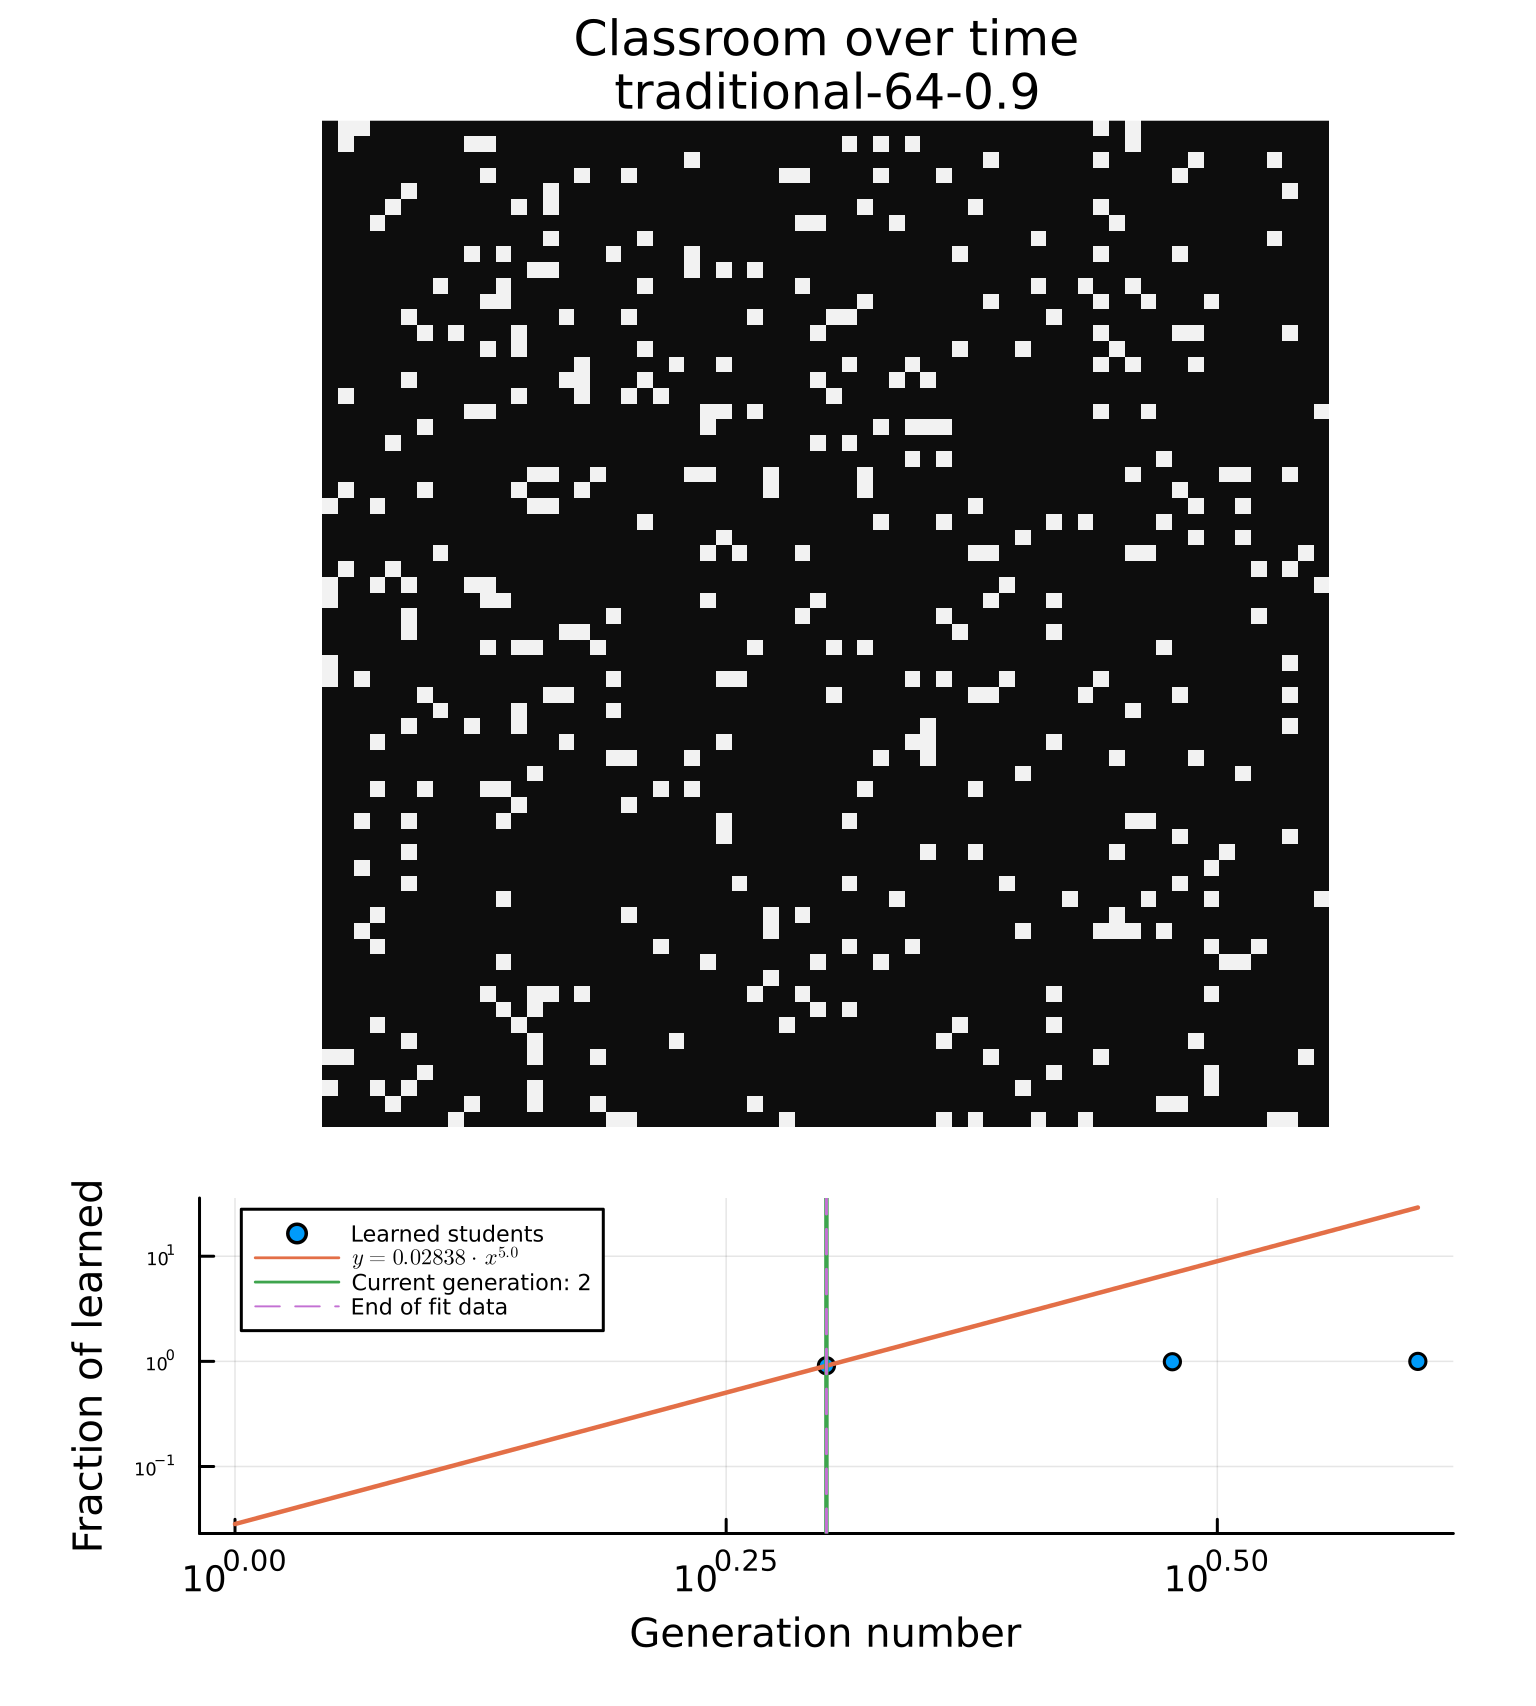 Classroom over time
traditional-64-0.9
Fraction of learned
10^1
10^0
10^-1
Learned students
y = 0.02838 · x^5.0
Current generation: 2
End of fit data
10^0.00
10^0.25
10^0.50
Generation number